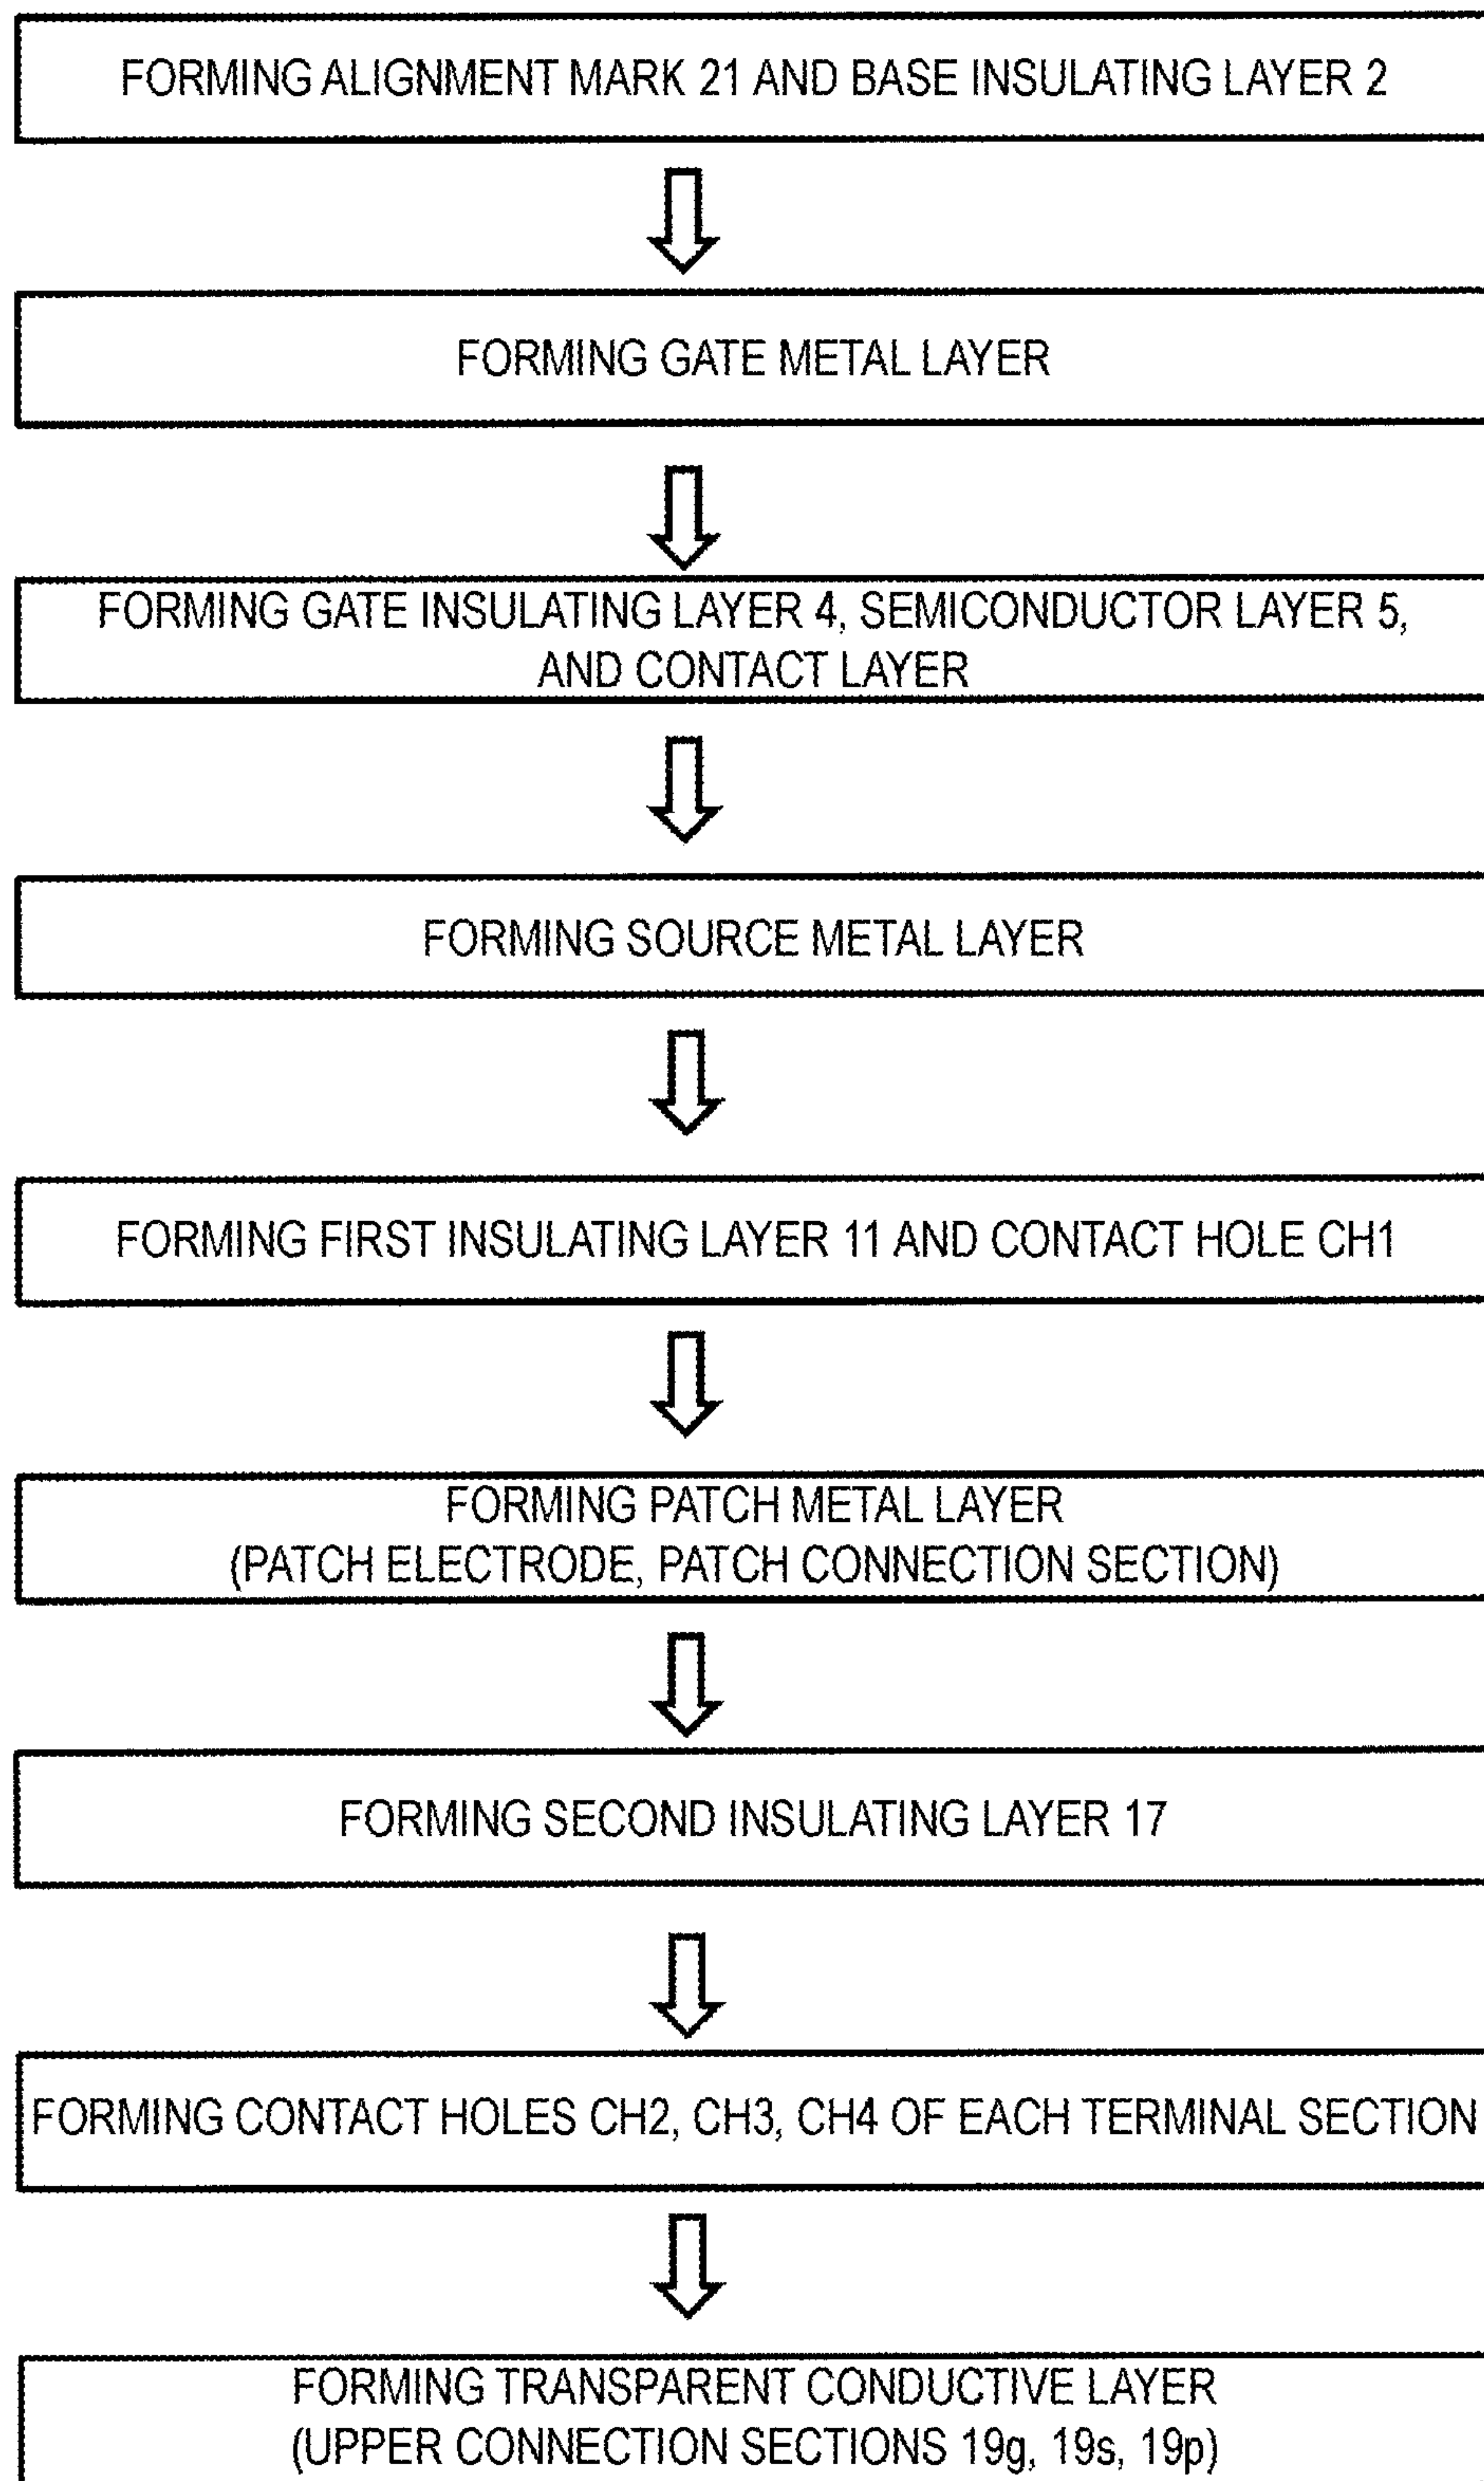 FORMING ALIGNMENT MARK 21 AND BASE INSULATING LAYER 2
FORMING GATE METAL LAYER
FORMING GATE INSULATING LAYER 4, SEMICONDUCTOR LAYER 5,
AND CONTACT LAYER
FORMING SOURCE METAL LAYER
FORMING FIRST INSULATING LAYER 11 AND CONTACT HOLE CH1
FORMING PATCH METAL LAYER
(PATCH ELECTRODE, PATCH CONNECTION SECTION)
FORMING SECOND INSULATING LAYER 17
FORMING CONTACT HOLES CH2, CH3, CH4 OF EACH TERMINAL SECTION
FORMING TRANSPARENT CONDUCTIVE LAYER
(UPPER CONNECTION SECTIONS 19g, 19s, 19p)